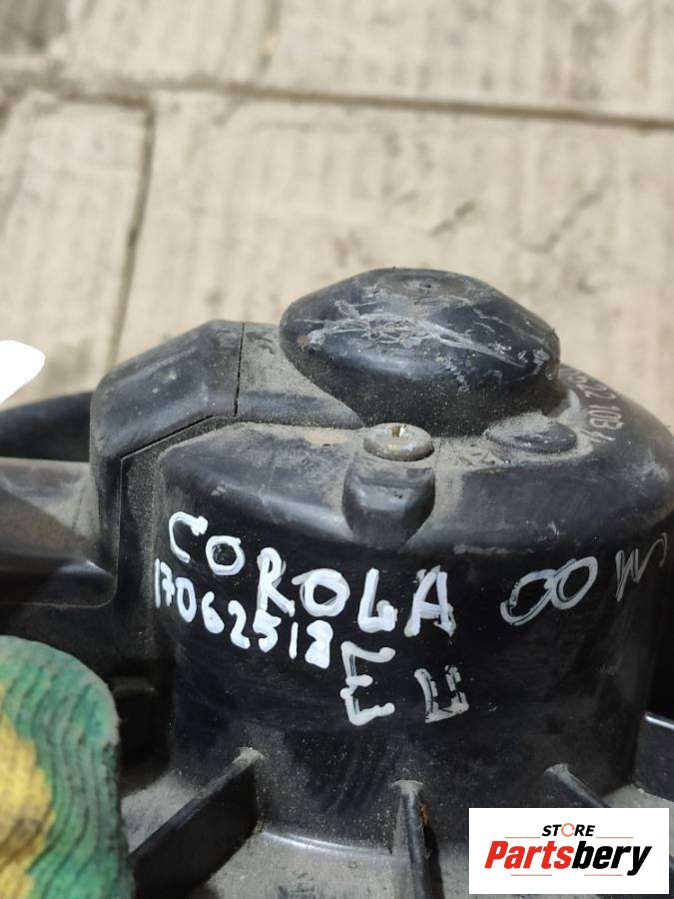 COROLA 00
17062518
EU
STORE
Partsbery